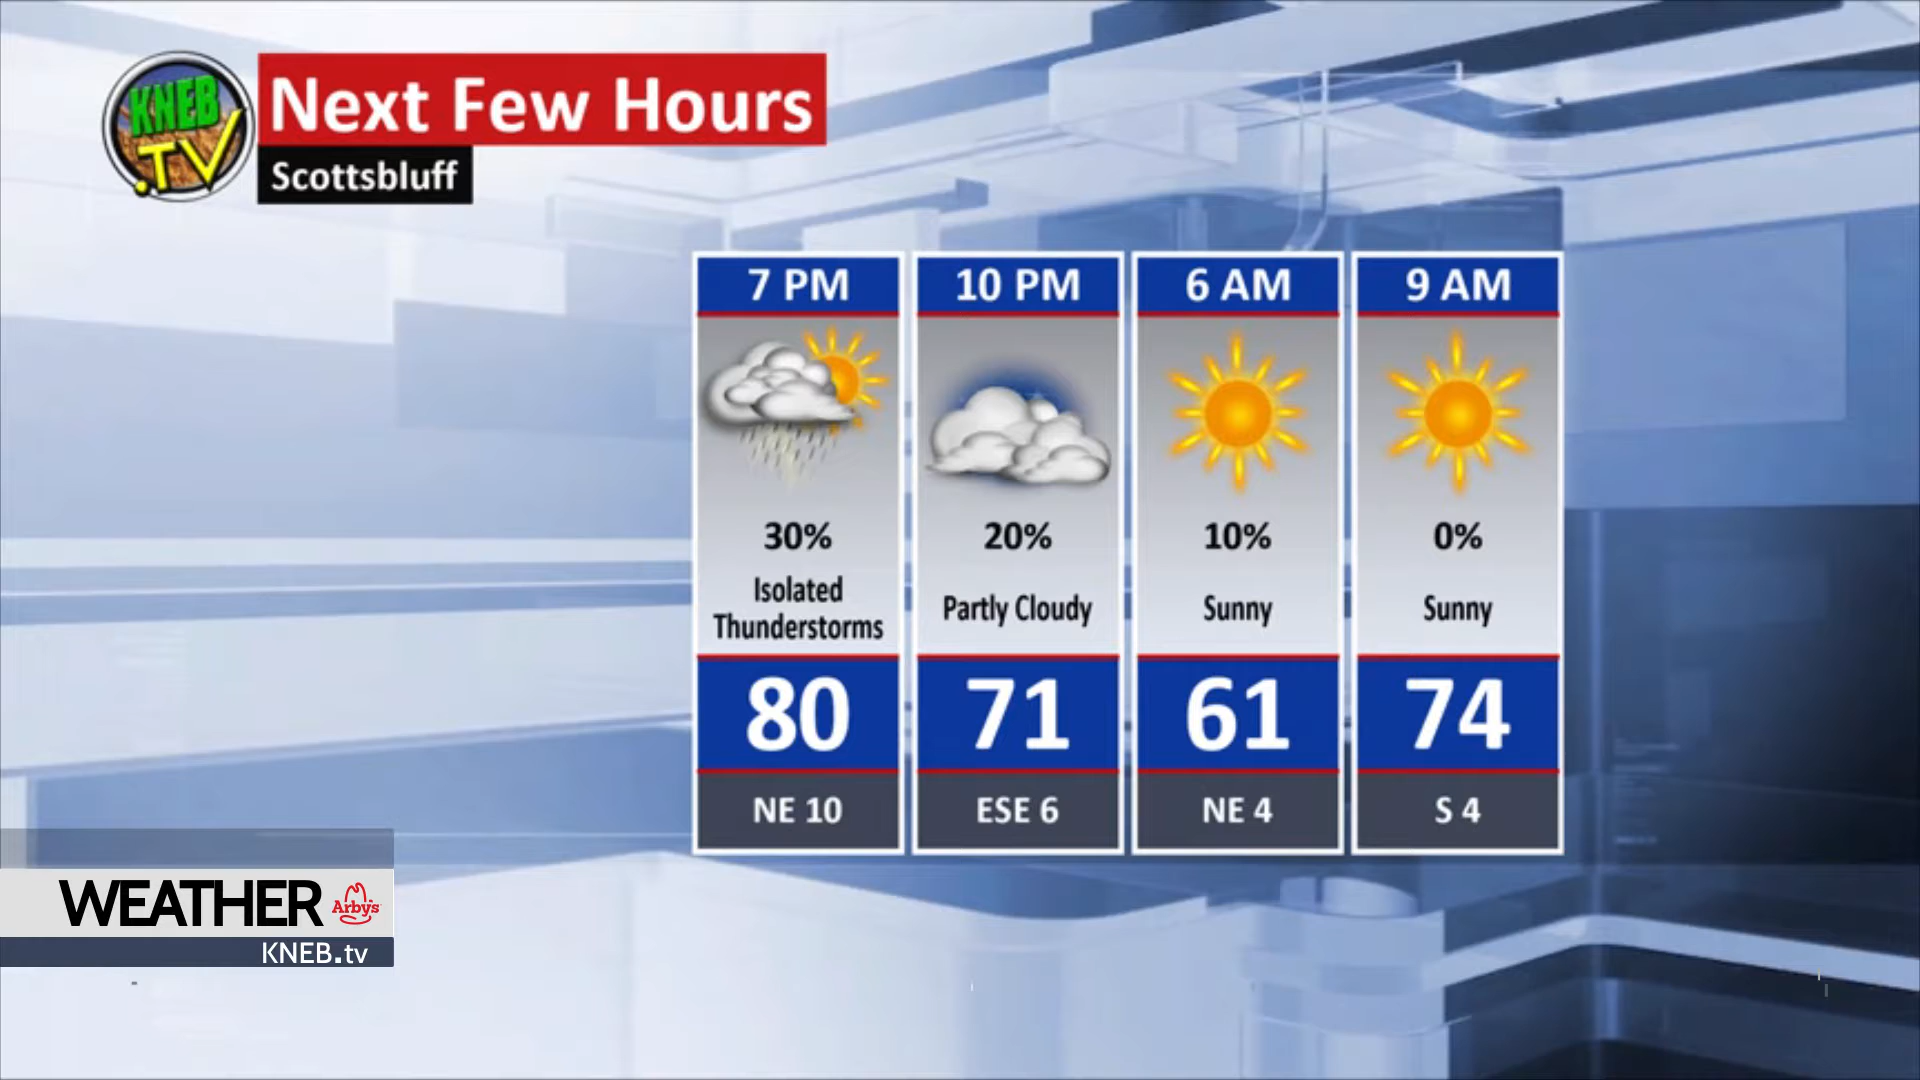 KNEB
.TV
Next Few Hours
Scottsbluff
7 PM
30%
Isolated
Thunderstorms
80
NE 10
10 PM
20%
Partly Cloudy
71
ESE 6
6 AM
10%
Sunny
61
NE 4
9 AM
0%
Sunny
74
S 4
WEATHER
Arby's
KNEB.tv